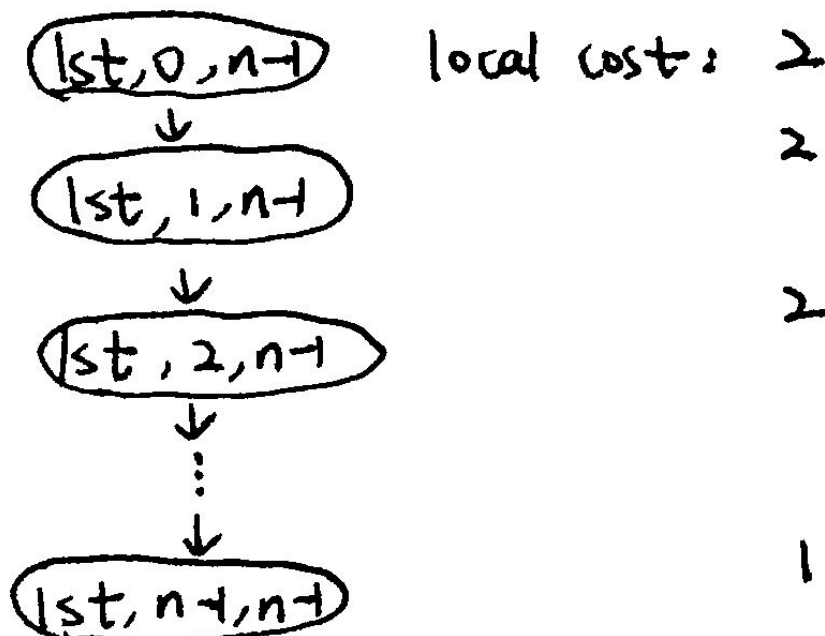 lst, 0, n-1 local cost: 2
lst, 1, n-1 2
lst, 2, n-1 2
⋮
lst, n-1, n-1 1